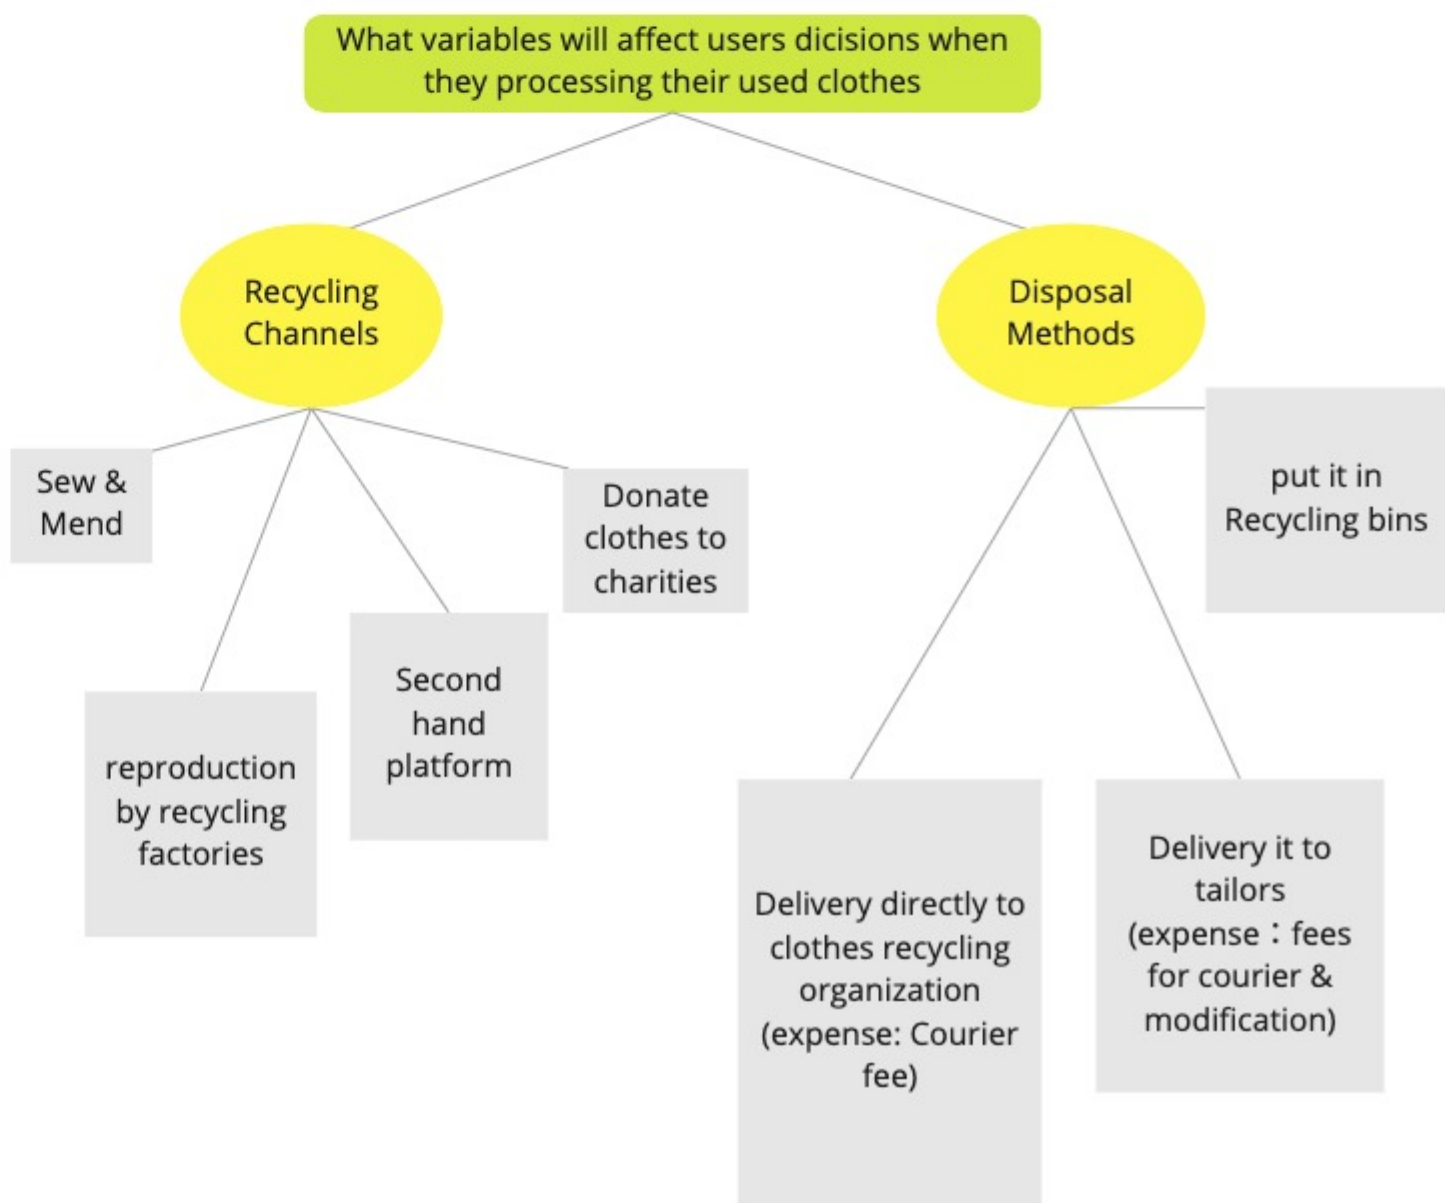 What variables will affect users dicisions when
they processing their used clothes
Recycling
Channels
Disposal
Methods
Sew &
Mend
Donate
clothes to
charities
put it in
Recycling bins
Second
hand
platform
reproduction
by recycling
factories
Delivery directly to
clothes recycling
organization
(expense: Courier
fee)
Delivery it to
tailors
(expense：fees
for courier &
modification)